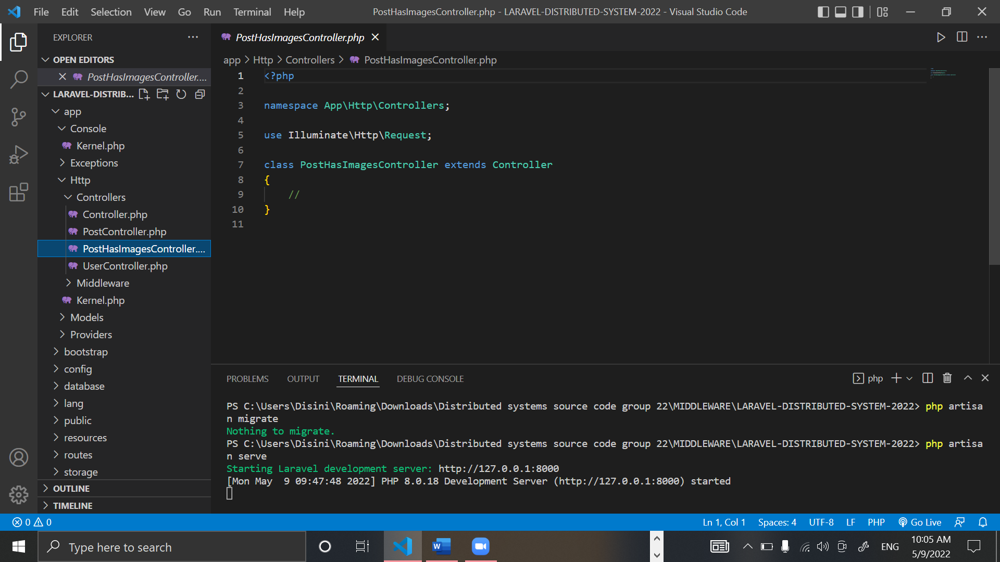 File Edit Selection View Go Run Terminal Help
PostHasImagesController.php - LARAVEL-DISTRIBUTED-SYSTEM-2022 - Visual Studio Code
EXPLORER
OPEN EDITORS
PostHasImagesController....
LARAVEL-DISTRIB...
app
Console
Kernel.php
Exceptions
Http
Controllers
Controller.php
PostController.php
PostHasImagesController....
UserController.php
Middleware
Kernel.php
Models
Providers
bootstrap
config
database
lang
public
resources
routes
storage
OUTLINE
TIMELINE
PostHasImagesController.php
app > Http > Controllers > PostHasImagesController.php
1 <?php
2
3 namespace App\Http\Controllers;
4
5 use Illuminate\Http\Request;
6
7 class PostHasImagesController extends Controller
8 {
9 //
10 }
11
PROBLEMS OUTPUT TERMINAL DEBUG CONSOLE
php
PS C:\Users\Disini\Roaming\Downloads\Distributed systems source code group 22\MIDDLEWARE\LARAVEL-DISTRIBUTED-SYSTEM-2022> php artisa
n migrate
Nothing to migrate.
PS C:\Users\Disini\Roaming\Downloads\Distributed systems source code group 22\MIDDLEWARE\LARAVEL-DISTRIBUTED-SYSTEM-2022> php artisa
n serve
Starting Laravel development server: http://127.0.0.1:8000
[Mon May  9 09:47:48 2022] PHP 8.0.18 Development Server (http://127.0.0.1:8000) started
0 0
Ln 1, Col 1 Spaces: 4 UTF-8 LF PHP Go Live
Type here to search
W
ENG
10:05 AM
5/9/2022